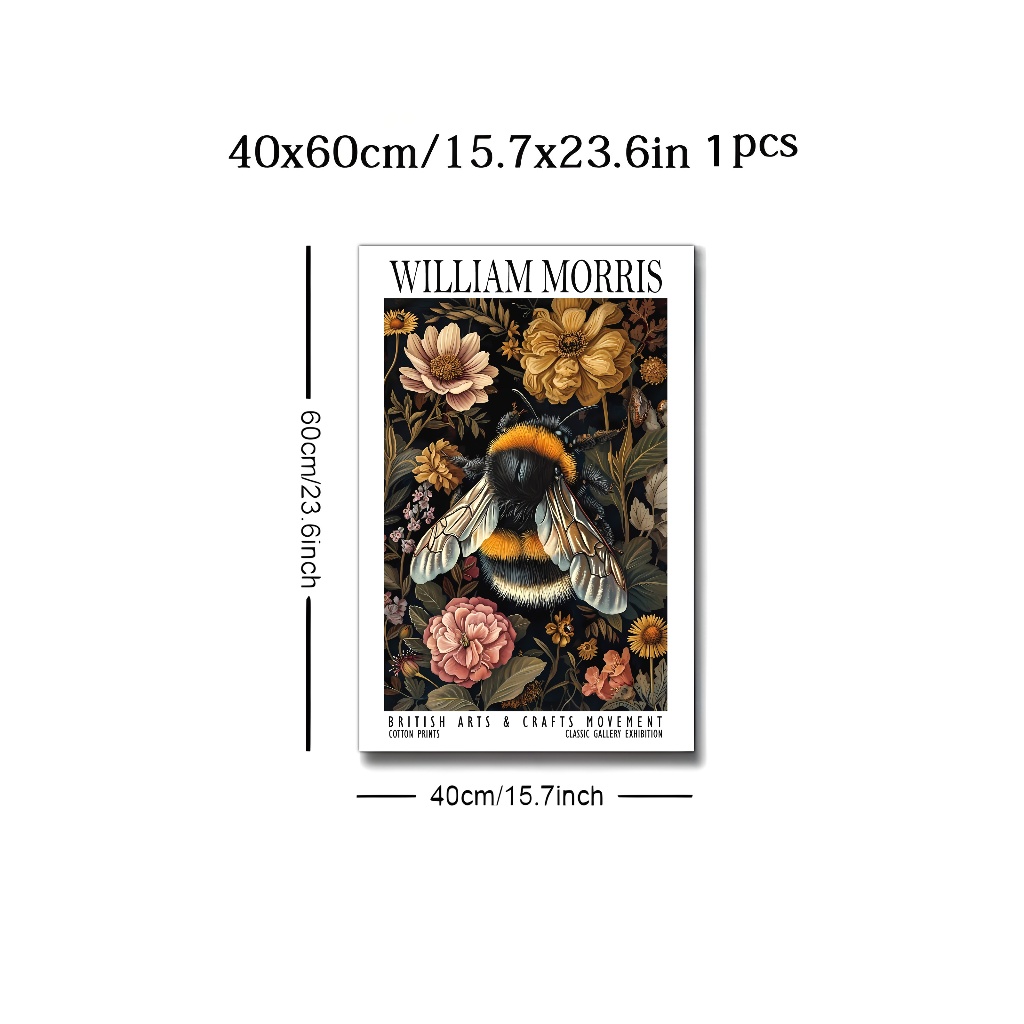 40x60cm/15.7x23.6in 1pcs
WILLIAM MORRIS
60cm/23.6inch
BRITISH ARTS & CRAFTS MOVEMENT
COTTON PRINTS CLASSIC GALLERY EXHIBITION
40cm/15.7inch